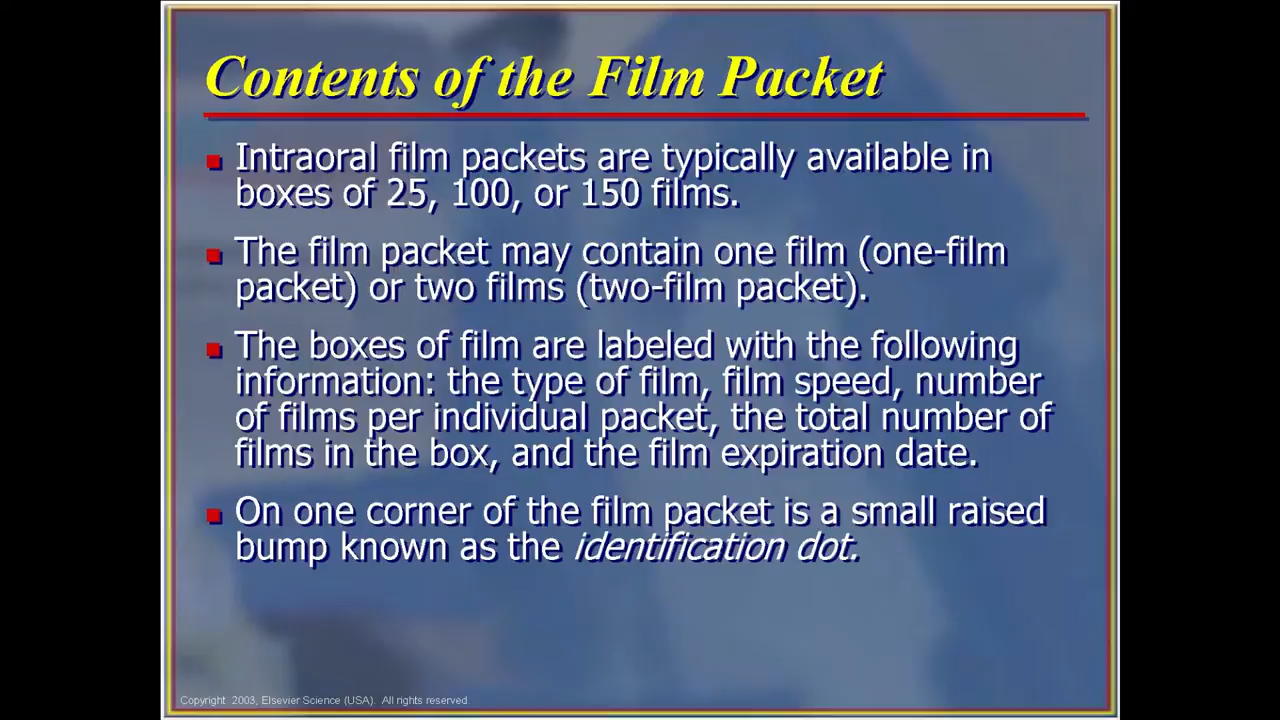 Contents of the Film Packet
Intraoral film packets are typically available in
boxes of 25, 100, or 150 films.
The film packet may contain one film (one-film
packet) or two films (two-film packet).
The boxes of film are labeled with the following
information: the type of film, film speed, number
of films per individual packet, the total number of
films in the box, and the film expiration date.
On one corner of the film packet is a small raised
bump known as the identification dot.
Copyright 2003, Elsevier Science (USA). All rights reserved.